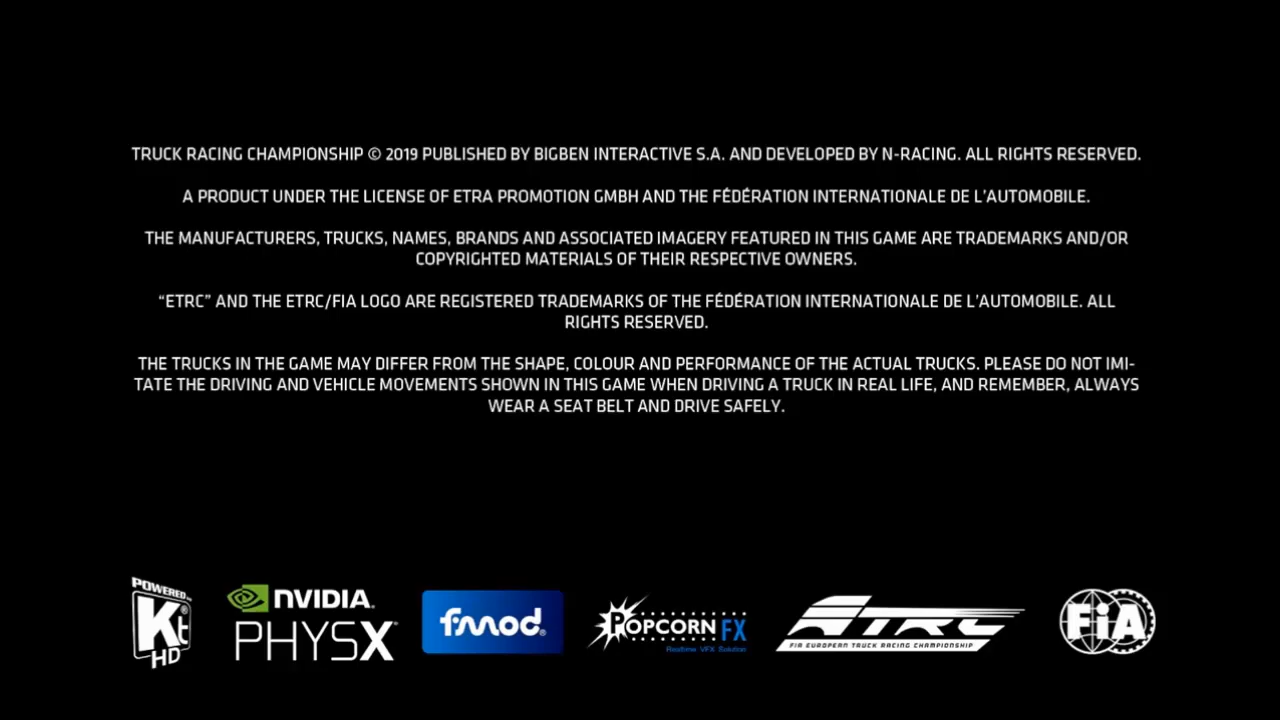 TRUCK RACING CHAMPIONSHIP © 2019 PUBLISHED BY BIGBEN INTERACTIVE S.A. AND DEVELOPED BY N-RACING. ALL RIGHTS RESERVED.
A PRODUCT UNDER THE LICENSE OF ETRA PROMOTION GMBH AND THE FÉDÉRATION INTERNATIONALE DE L'AUTOMOBILE.
THE MANUFACTURERS, TRUCKS, NAMES, BRANDS AND ASSOCIATED IMAGERY FEATURED IN THIS GAME ARE TRADEMARKS AND/OR
COPYRIGHTED MATERIALS OF THEIR RESPECTIVE OWNERS.
“ETRC” AND THE ETRC/FIA LOGO ARE REGISTERED TRADEMARKS OF THE FÉDÉRATION INTERNATIONALE DE L'AUTOMOBILE. ALL
RIGHTS RESERVED.
THE TRUCKS IN THE GAME MAY DIFFER FROM THE SHAPE, COLOUR AND PERFORMANCE OF THE ACTUAL TRUCKS. PLEASE DO NOT IMI-
TATE THE DRIVING AND VEHICLE MOVEMENTS SHOWN IN THIS GAME WHEN DRIVING A TRUCK IN REAL LIFE, AND REMEMBER, ALWAYS
WEAR A SEAT BELT AND DRIVE SAFELY.
POWERED
Kt®
HD
NVIDIA.
PHYSX®
fmod®
POPCORN FX
Realtime VFX Solution
ETRC
FIA EUROPEAN TRUCK RACING CHAMPIONSHIP
FIA